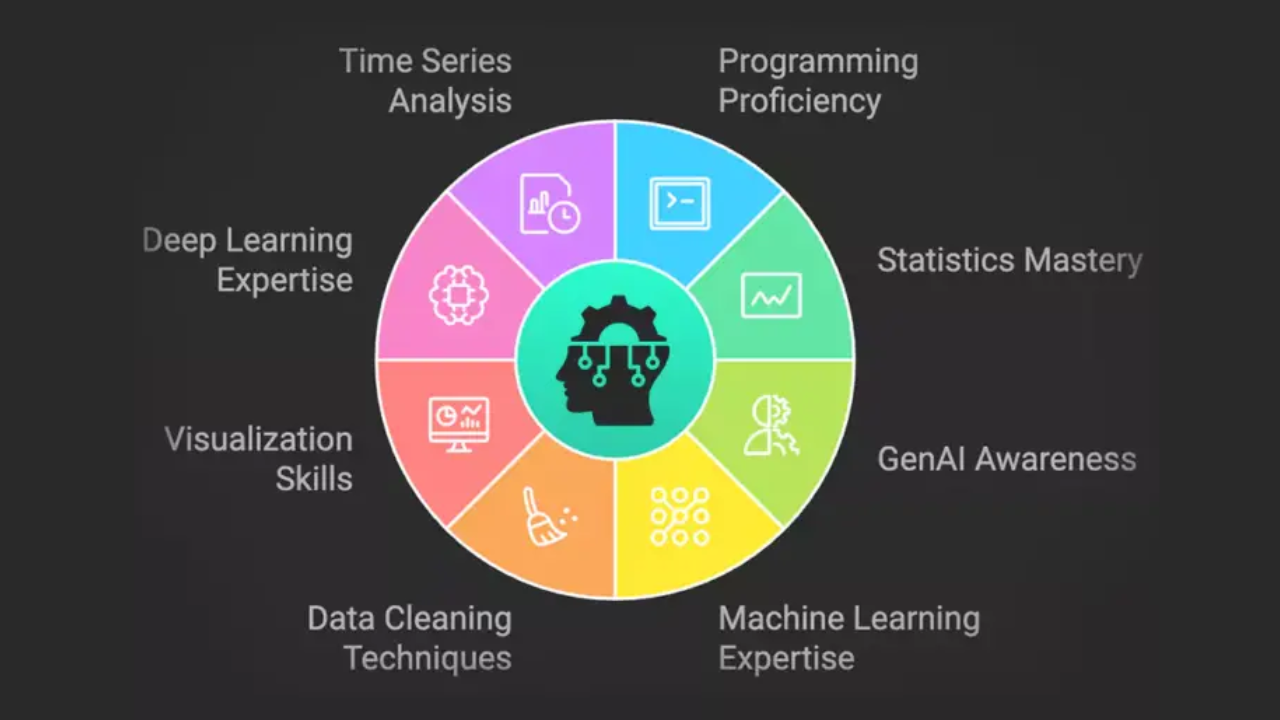 Time Series
Analysis
Programming
Proficiency
Deep Learning
Expertise
Statistics Mastery
Visualization
Skills
GenAI Awareness
Data Cleaning
Techniques
Machine Learning
Expertise